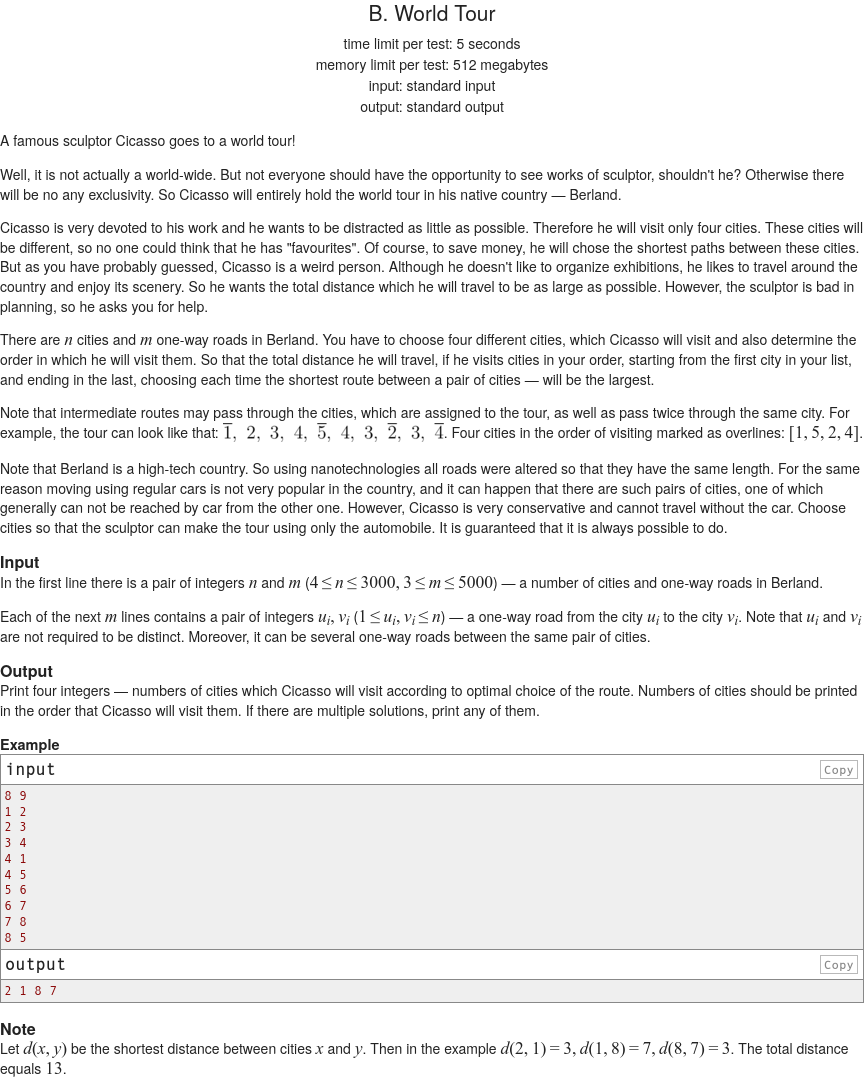 B. World Tour
time limit per test: 5 seconds
memory limit per test: 512 megabytes
input: standard input
output: standard output
A famous sculptor Cicasso goes to a world tour!
Well, it is not actually a world-wide. But not everyone should have the opportunity to see works of sculptor, shouldn't he? Otherwise there
will be no any exclusivity. So Cicasso will entirely hold the world tour in his native country — Berland.
Cicasso is very devoted to his work and he wants to be distracted as little as possible. Therefore he will visit only four cities. These cities will
be different, so no one could think that he has "favourites". Of course, to save money, he will chose the shortest paths between these cities.
But as you have probably guessed, Cicasso is a weird person. Although he doesn't like to organize exhibitions, he likes to travel around the
country and enjoy its scenery. So he wants the total distance which he will travel to be as large as possible. However, the sculptor is bad in
planning, so he asks you for help.
There are n cities and m one-way roads in Berland. You have to choose four different cities, which Cicasso will visit and also determine the
order in which he will visit them. So that the total distance he will travel, if he visits cities in your order, starting from the first city in your list,
and ending in the last, choosing each time the shortest route between a pair of cities — will be the largest.
Note that intermediate routes may pass through the cities, which are assigned to the tour, as well as pass twice through the same city. For
example, the tour can look like that: 1̅, 2, 3, 4, 5̅, 4, 3, 2̅, 3, 4̅. Four cities in the order of visiting marked as overlines: [1, 5, 2, 4].
Note that Berland is a high-tech country. So using nanotechnologies all roads were altered so that they have the same length. For the same
reason moving using regular cars is not very popular in the country, and it can happen that there are such pairs of cities, one of which
generally can not be reached by car from the other one. However, Cicasso is very conservative and cannot travel without the car. Choose
cities so that the sculptor can make the tour using only the automobile. It is guaranteed that it is always possible to do.
Input
In the first line there is a pair of integers n and m (4 ≤ n ≤ 3000, 3 ≤ m ≤ 5000) — a number of cities and one-way roads in Berland.
Each of the next m lines contains a pair of integers uᵢ, vᵢ (1 ≤ uᵢ, vᵢ ≤ n) — a one-way road from the city uᵢ to the city vᵢ. Note that uᵢ and vᵢ
are not required to be distinct. Moreover, it can be several one-way roads between the same pair of cities.
Output
Print four integers — numbers of cities which Cicasso will visit according to optimal choice of the route. Numbers of cities should be printed
in the order that Cicasso will visit them. If there are multiple solutions, print any of them.
Example
input Copy
8 9
1 2
2 3
3 4
4 1
4 5
5 6
6 7
7 8
8 5
output Copy
2 1 8 7
Note
Let d(x, y) be the shortest distance between cities x and y. Then in the example d(2, 1) = 3, d(1, 8) = 7, d(8, 7) = 3. The total distance
equals 13.